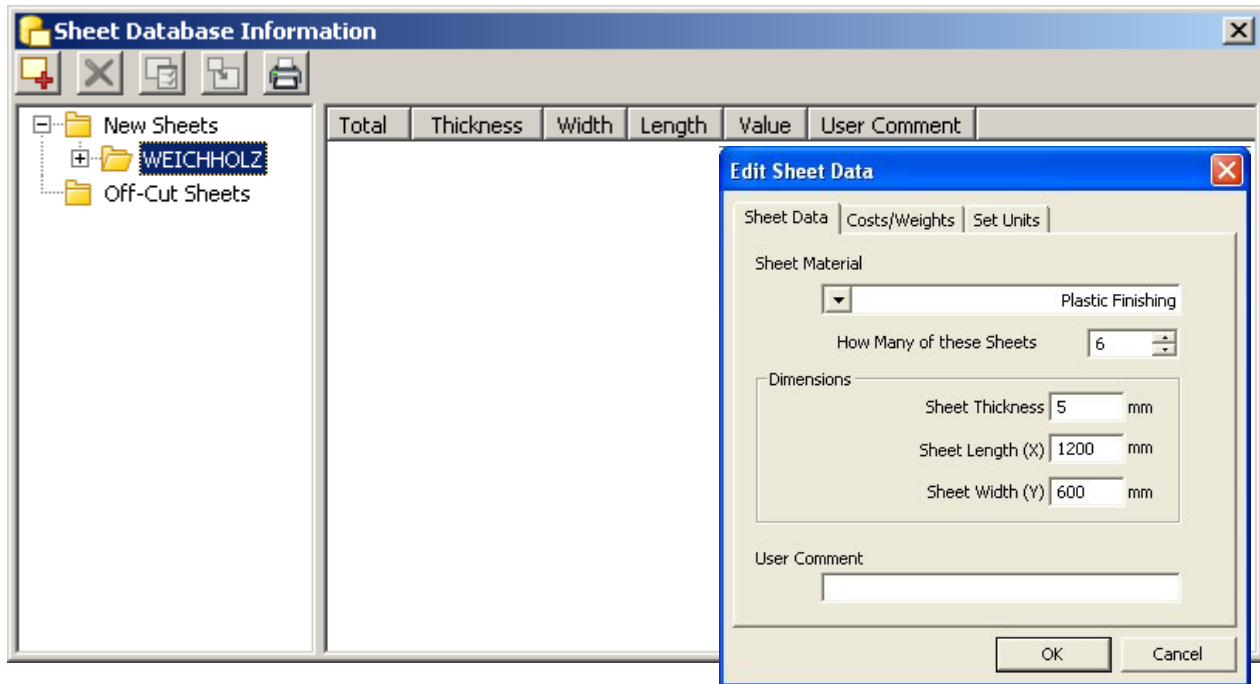 Sheet Database Information
New Sheets
WEICHHOLZ
Off-Cut Sheets
Total Thickness Width Length Value User Comment
Edit Sheet Data
Sheet Data Costs/Weights Set Units
Sheet Material
Plastic Finishing
How Many of these Sheets 6
Dimensions
Sheet Thickness 5 mm
Sheet Length (X) 1200 mm
Sheet Width (Y) 600 mm
User Comment
OK Cancel